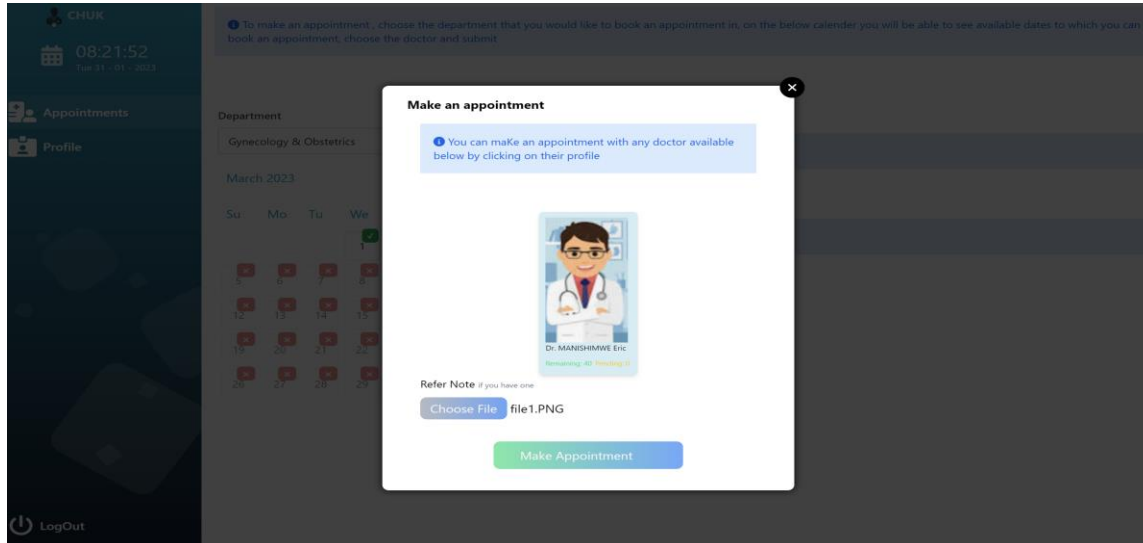 CHUK
08:21:52
Tue 31 - 01 - 2023
Appointments
Profile
LogOut
To make an appointment , choose the department that you would like to book an appointment in, on the below calender you will be able to see available dates to which you can
book an appointment, choose the doctor and submit
Department
Gynecology & Obstetrics
March 2023
Su Mo Tu We
1
5 6 7 8
12 13 14 15
19 20 21 22
26 27 28 29
Make an appointment
You can maKe an appointment with any doctor available
below by clicking on their profile
Dr. MANISHIMWE Eric
Remaining: 40 Pending: 0
Refer Note if you have one
Choose File file1.PNG
Make Appointment